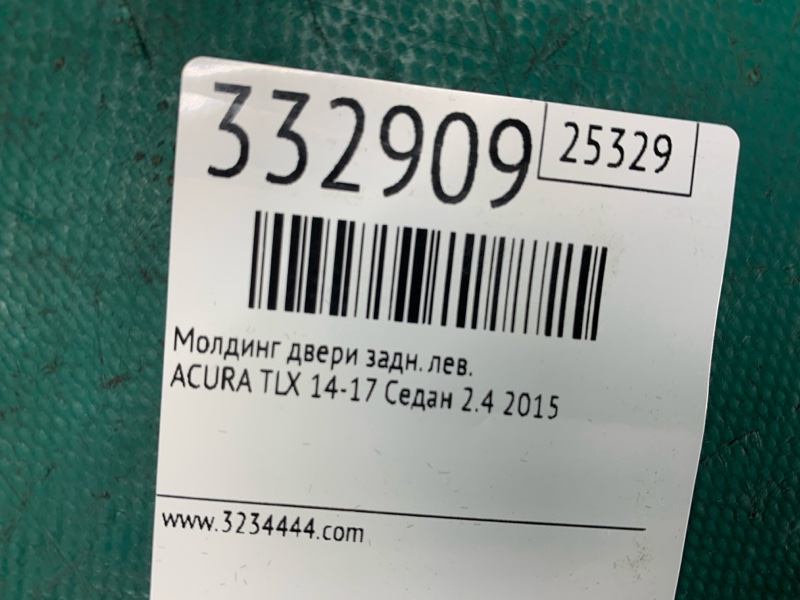 332909
25329
Молдинг двери задн. лев.
ACURA TLX 14-17 Седан 2.4 2015
www.3234444.com